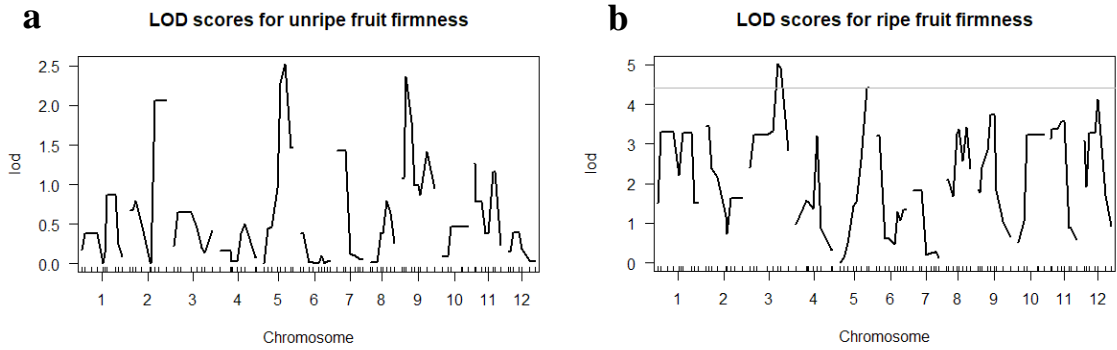 a
LOD scores for unripe fruit firmness
2.5
2.0
1.5
1.0
0.5
0.0
lod
1 2 3 4 5 6 7 8 9 10 11 12
Chromosome
b
LOD scores for ripe fruit firmness
5
4
3
2
1
0
lod
1 2 3 4 5 6 7 8 9 10 11 12
Chromosome